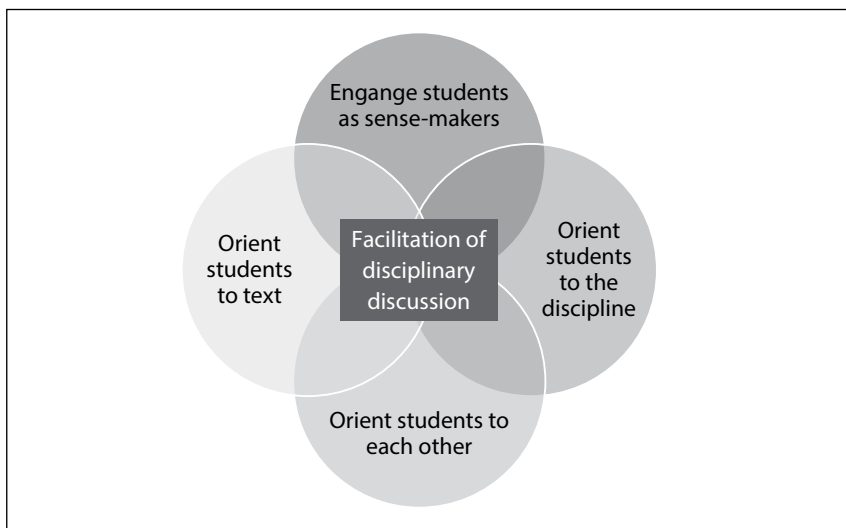 Engange students
as sense-makers
Orient
students
to text
Facilitation of
disciplinary
discussion
Orient
students
to the
discipline
Orient students to
each other